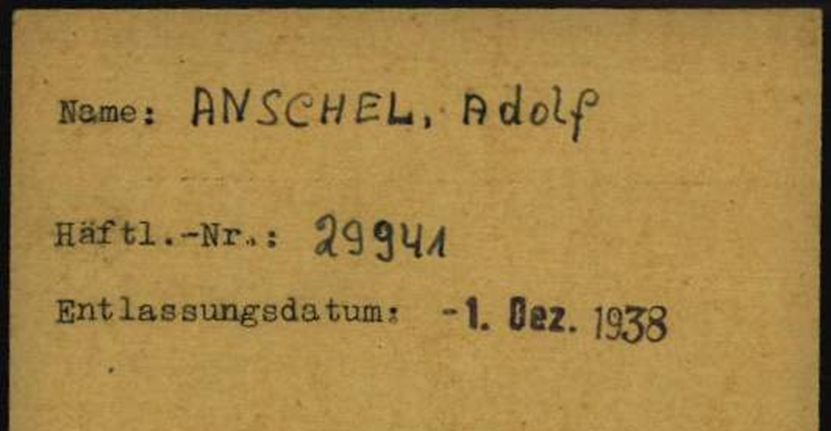 Name: ANSCHEL, Adolf
Häftl.-Nr.: 29941
Entlassungsdatum: -1. Dez. 1938